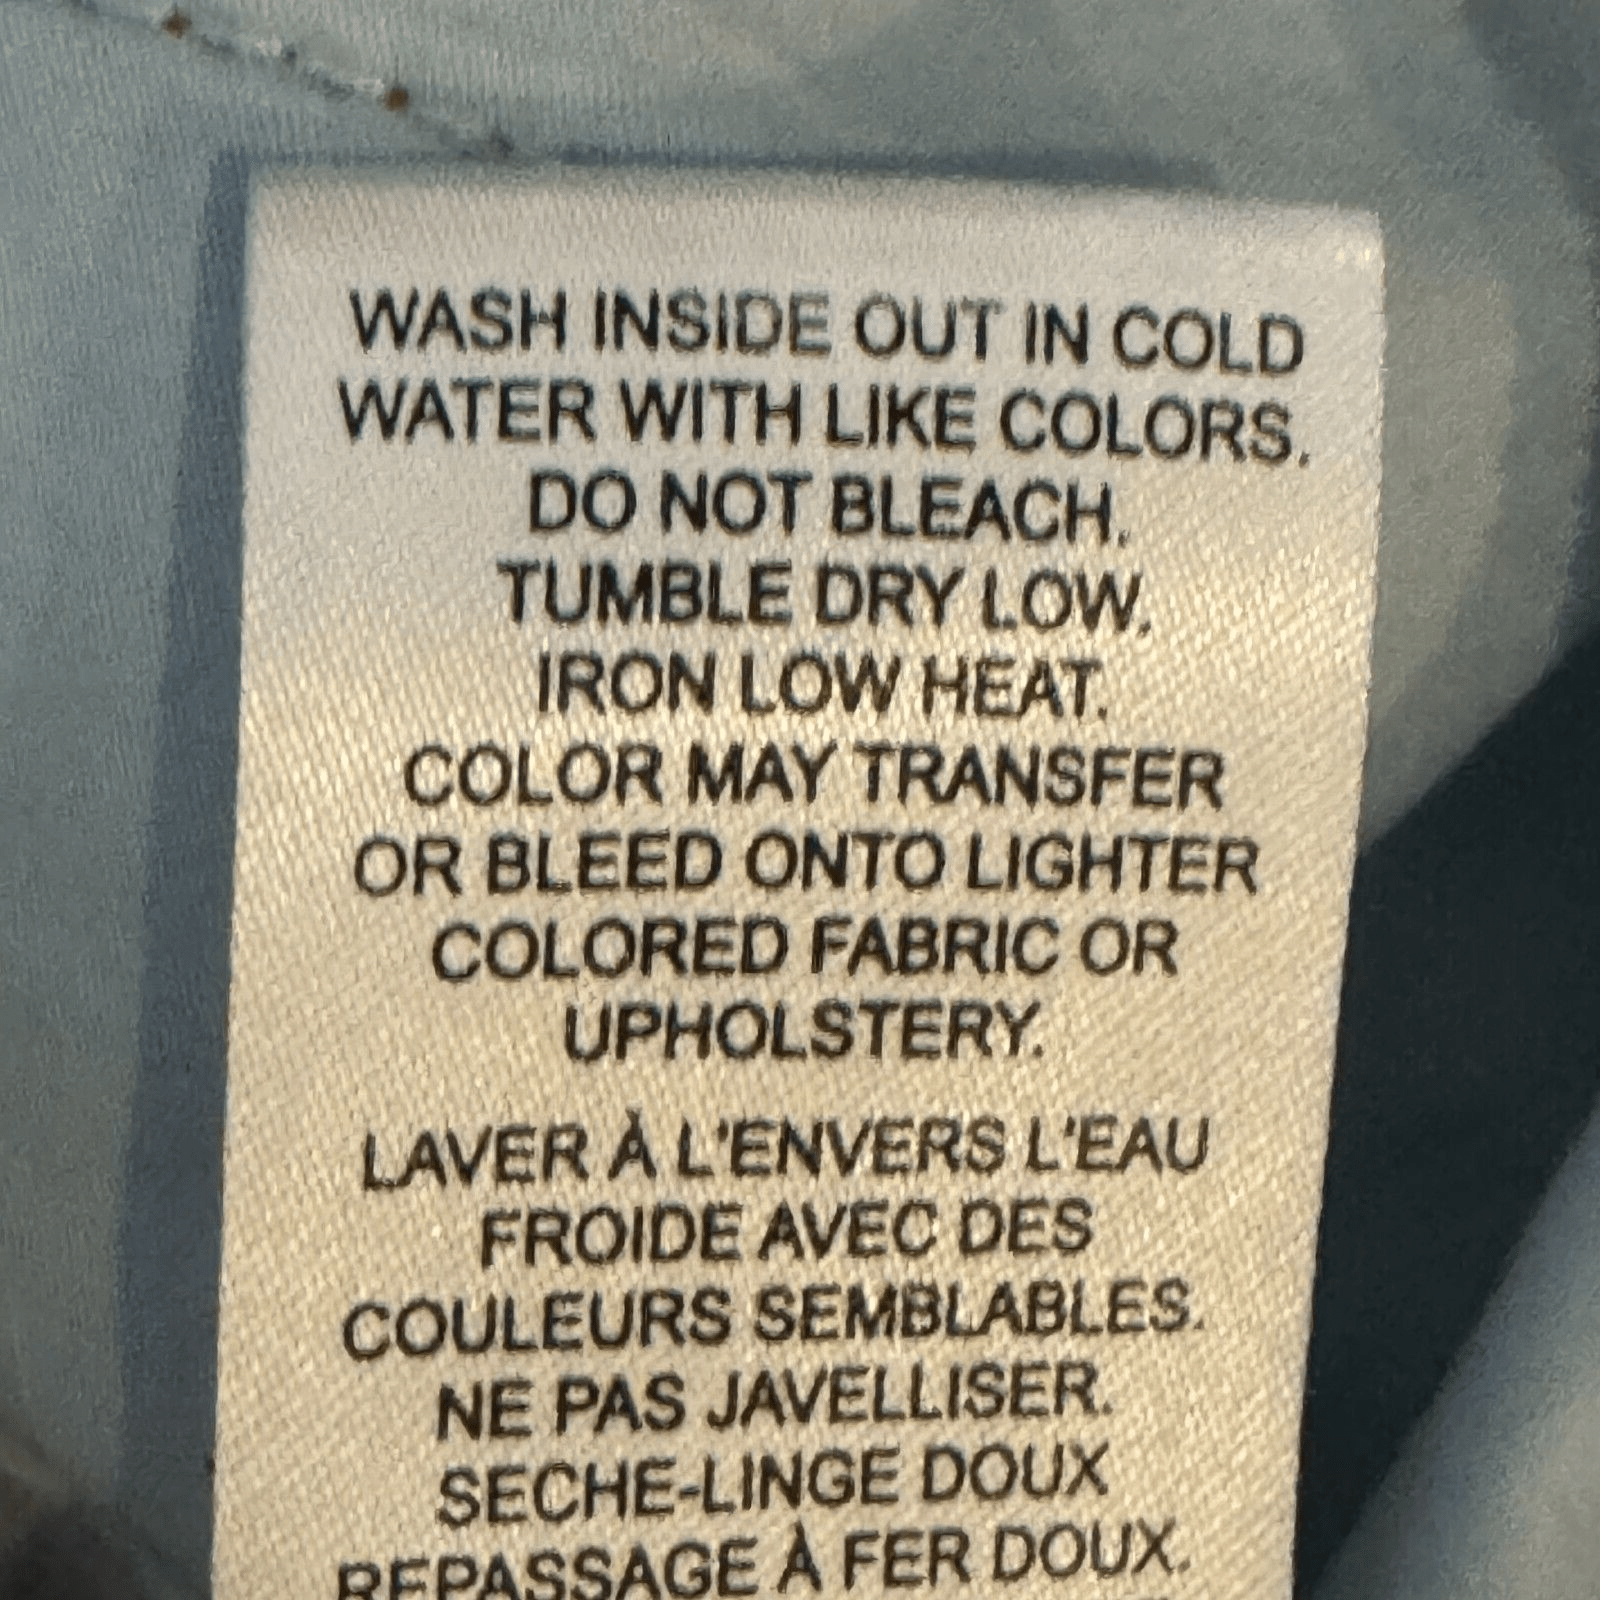 WASH INSIDE OUT IN COLD
WATER WITH LIKE COLORS.
DO NOT BLEACH.
TUMBLE DRY LOW.
IRON LOW HEAT.
COLOR MAY TRANSFER
OR BLEED ONTO LIGHTER
COLORED FABRIC OR
UPHOLSTERY.
LAVER À L'ENVERS L'EAU
FROIDE AVEC DES
COULEURS SEMBLABLES.
NE PAS JAVELLISER.
SECHE-LINGE DOUX
REPASSAGE À FER DOUX.